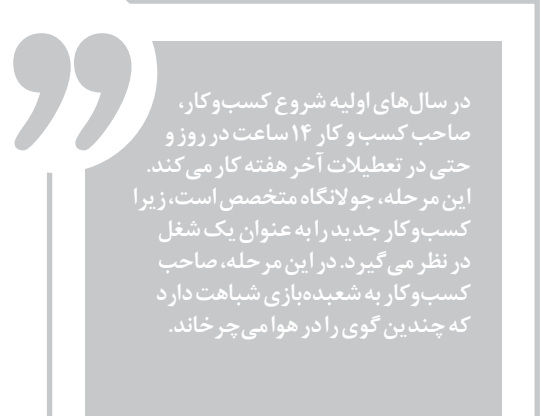 در سال‌های اولیه شروع کسب‌وکار،
صاحب کسب و کار ۱۴ ساعت در روز و
حتی در تعطیلات آخر هفته کار می‌کند.
این مرحله، جولانگاه متخصص است، زیرا
کسب‌وکار جدید را به عنوان یک شغل
در نظر می‌گیرد. در این مرحله، صاحب
کسب‌وکار به شعبده‌بازی شباهت دارد
که چندین گوی را در هوا می‌چرخاند.